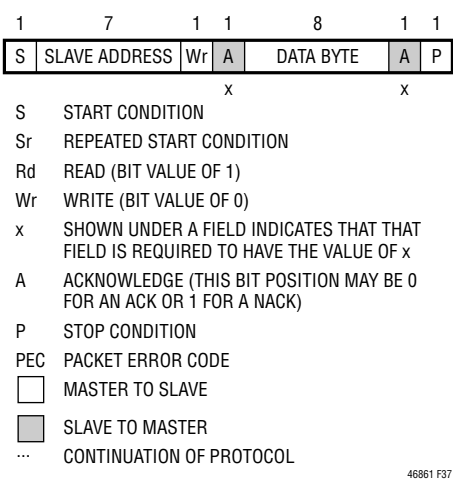 1 7 1 1 8 1 1
S SLAVE ADDRESS Wr A DATA BYTE A P
x x
S START CONDITION
Sr REPEATED START CONDITION
Rd READ (BIT VALUE OF 1)
Wr WRITE (BIT VALUE OF 0)
x SHOWN UNDER A FIELD INDICATES THAT THAT
FIELD IS REQUIRED TO HAVE THE VALUE OF x
A ACKNOWLEDGE (THIS BIT POSITION MAY BE 0
FOR AN ACK OR 1 FOR A NACK)
P STOP CONDITION
PEC PACKET ERROR CODE
MASTER TO SLAVE
SLAVE TO MASTER
... CONTINUATION OF PROTOCOL
46861 F37